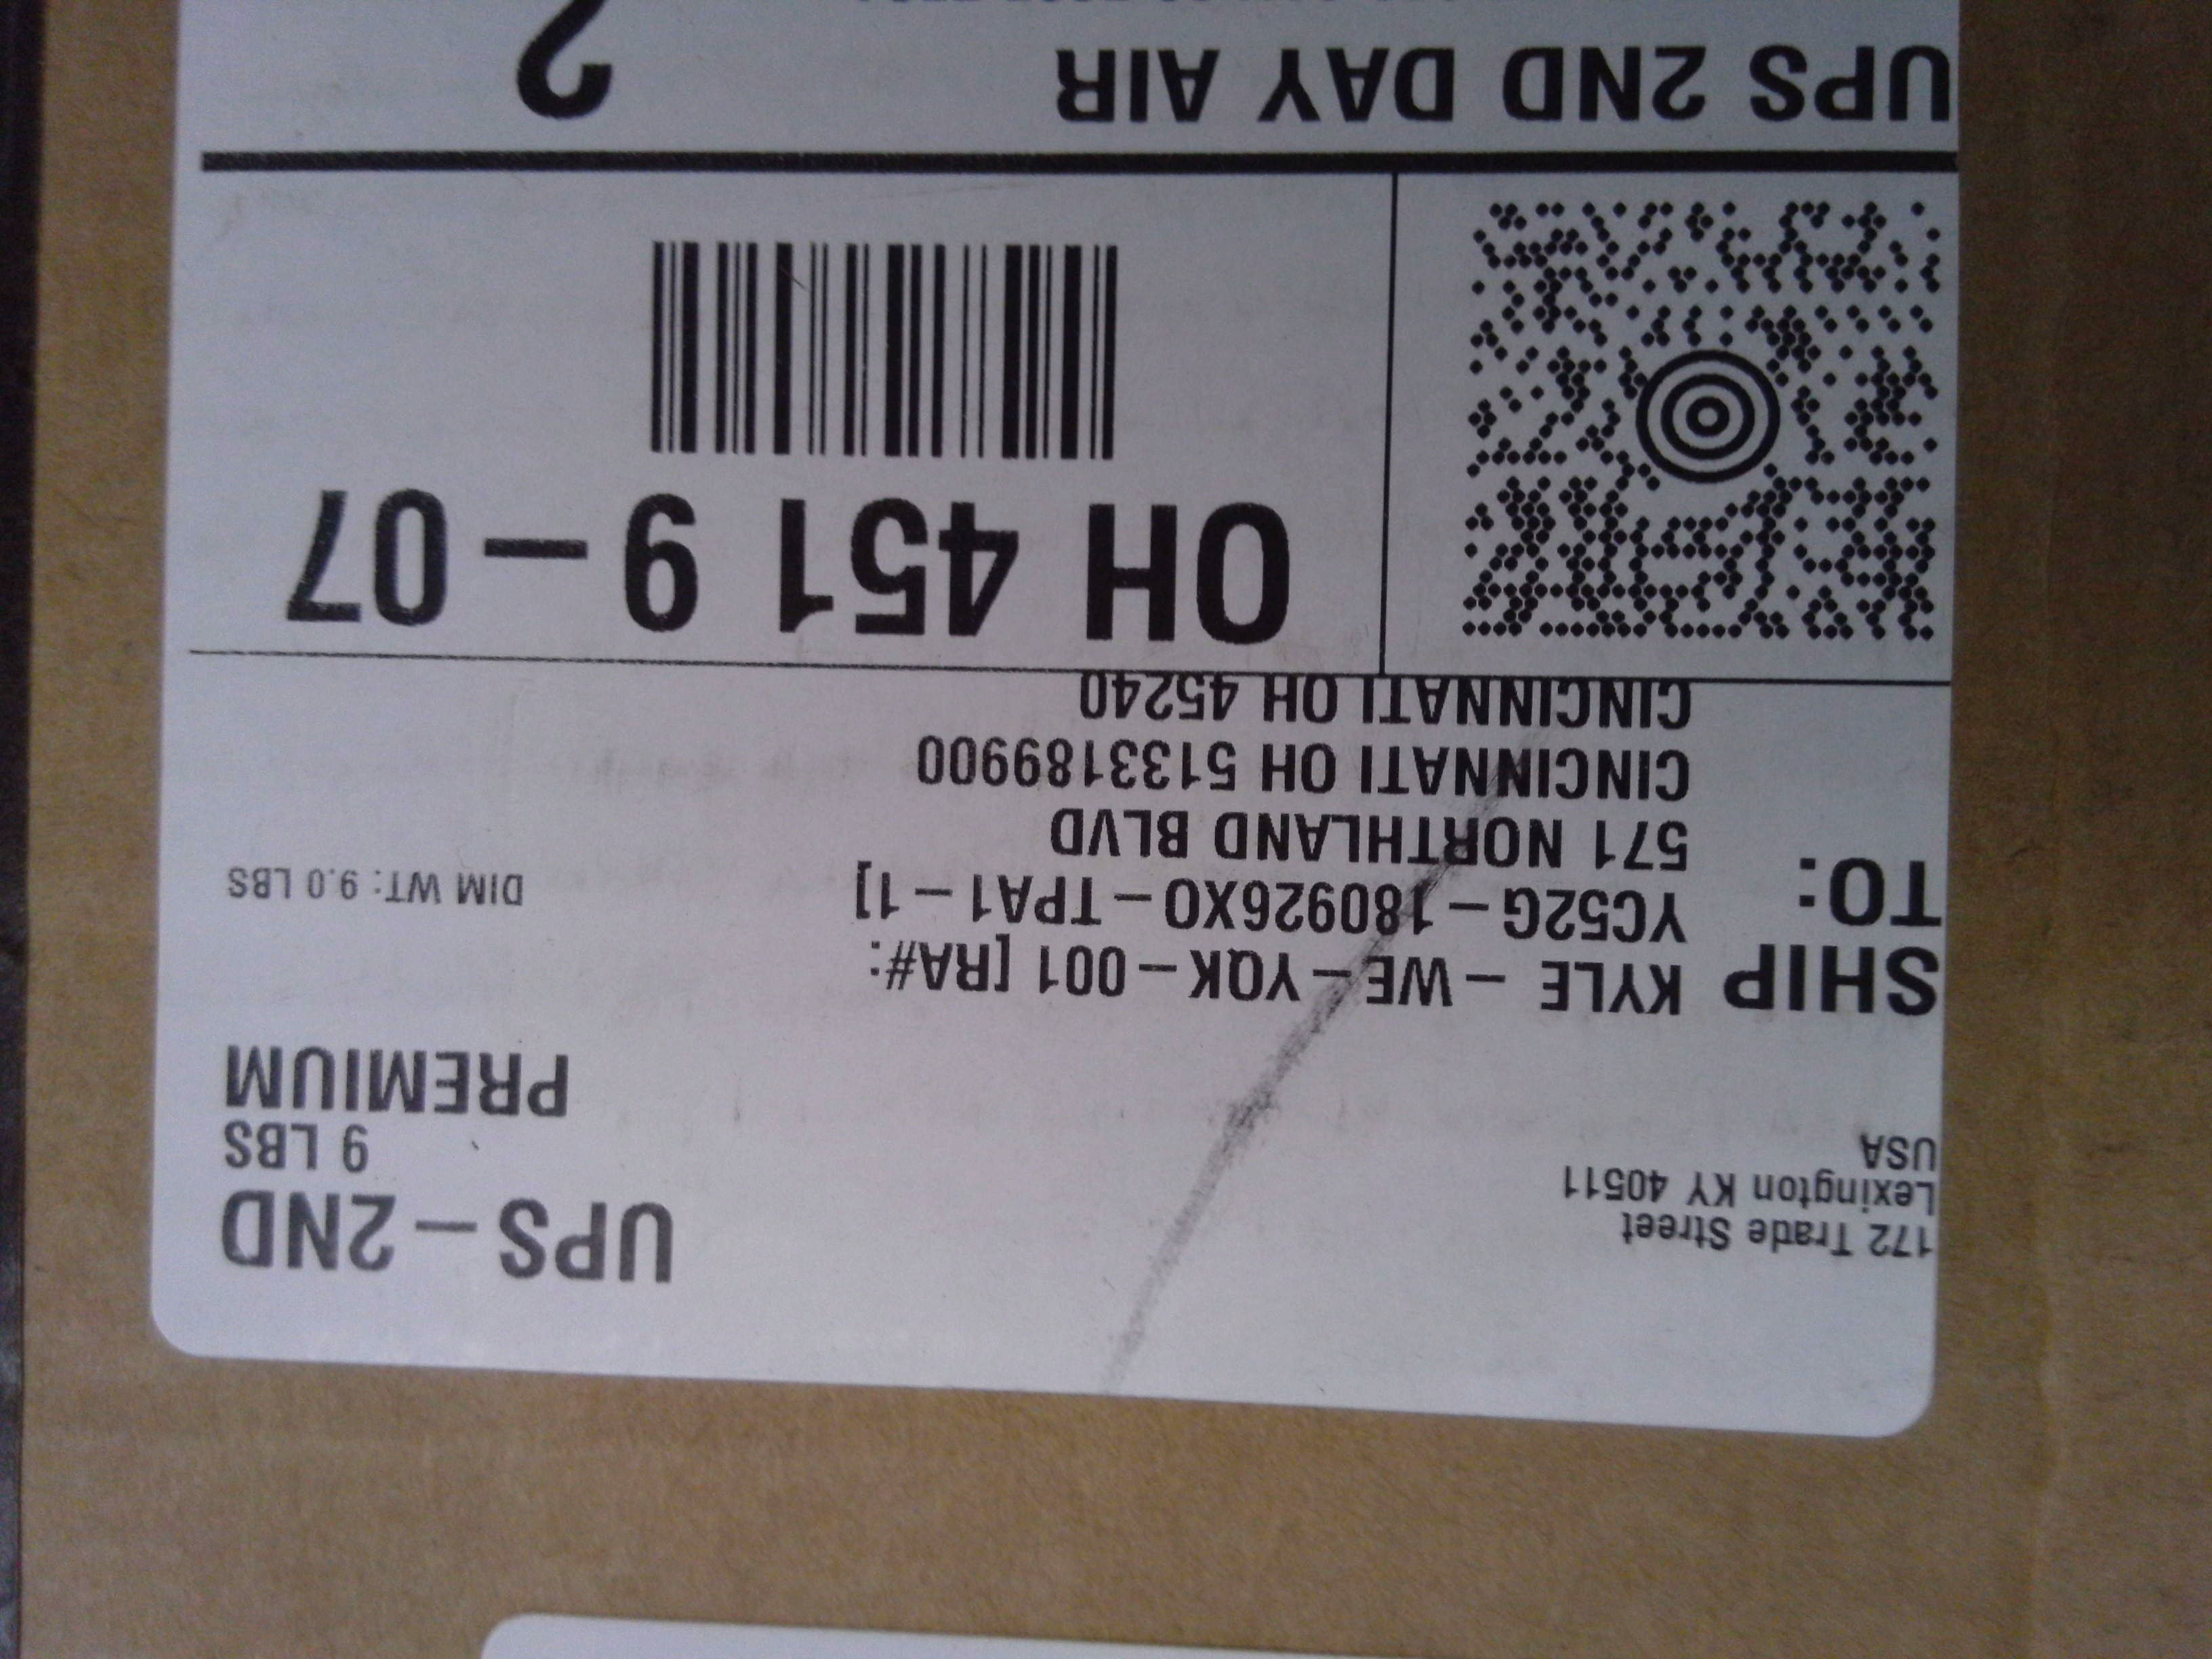 172 Trade Street
Lexington KY 40511
USA
UPS-2ND
9 LBS
PREMIUM
DIM WT: 9.0 LBS
SHIP
TO:
KYLE - WE-YQK-001 [RA#:
YC52G-180926XO-TPA1-1]
571 NORTHLAND BLVD
CINCINNATI OH 5133189900
CINCINNATI OH 45240
OH 451 9-07
UPS 2ND DAY AIR
2